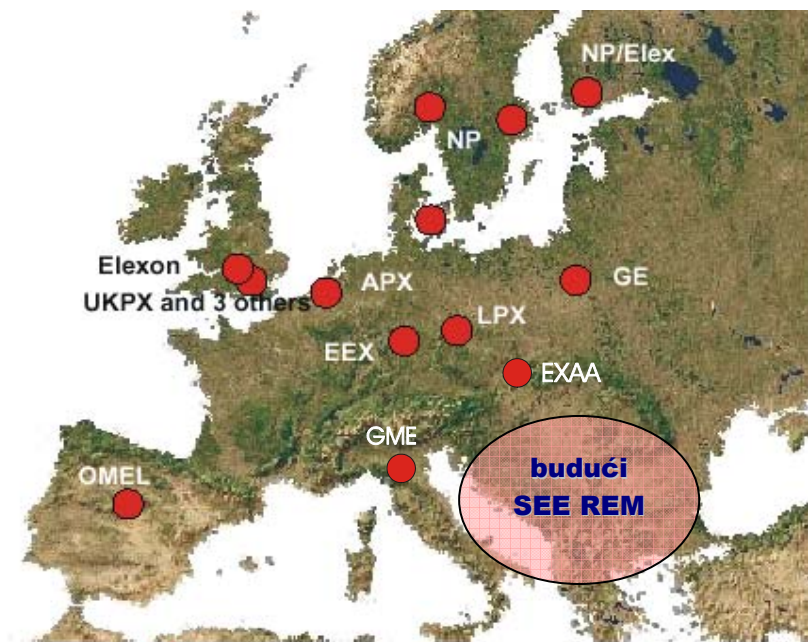 NP/Elex
NP
Elexon
UKPX and 3 others
APX
GE
LPX
EEX
EXAA
GME
budući
SEE REM
OMEL